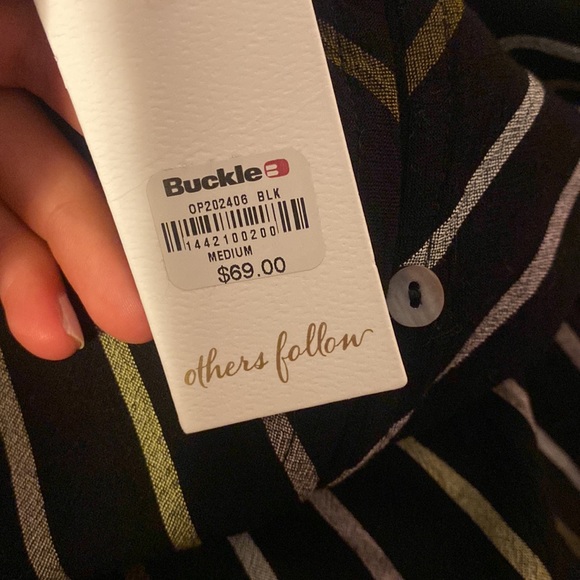 Buckle B
OP202406 BLK
1442100200
MEDIUM
$69.00
others follow